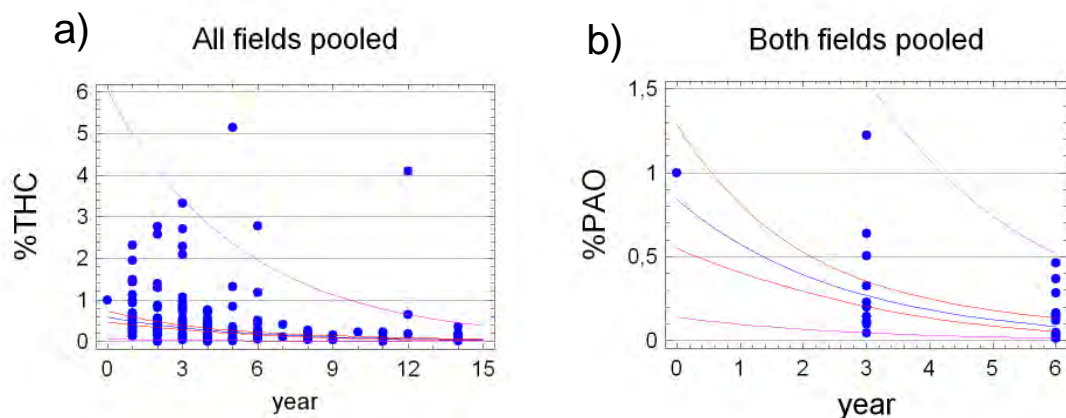 a)
All fields pooled
%THC
6
5
4
3
2
1
0
0 3 6 9 12 15
year
b)
Both fields pooled
%PAO
1,5
1
0,5
0
0 1 2 3 4 5 6
year